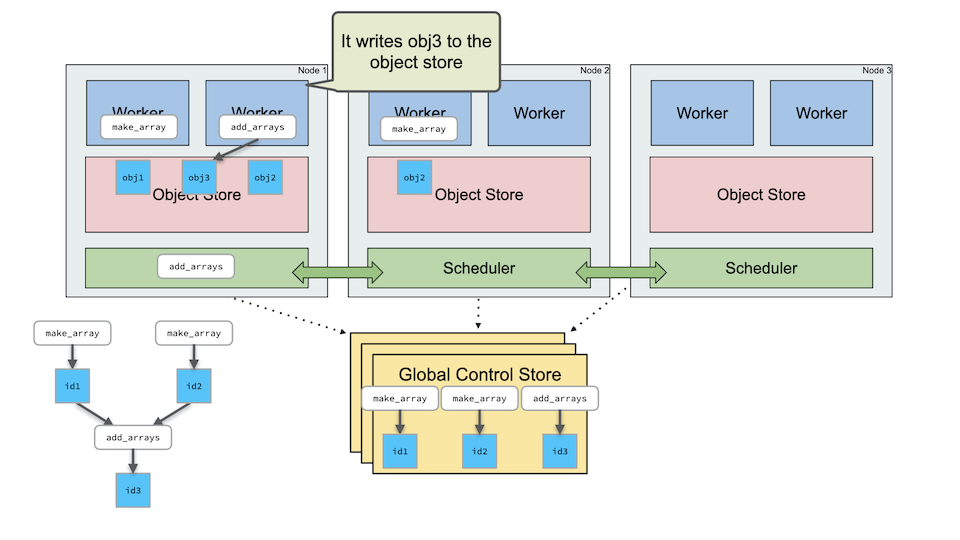 It writes obj3 to the
object store
Node 1
Node 2
Node 3
Worker
Worker
Worker
Worker
Worker
Worker
make_array
add_arrays
make_array
obj1
obj3
obj2
obj2
Object Store
Object Store
Object Store
add_arrays
Scheduler
Scheduler
make_array
make_array
id1
id2
add_arrays
id3
Global Control Store
make_array
make_array
add_arrays
id1
id2
id3